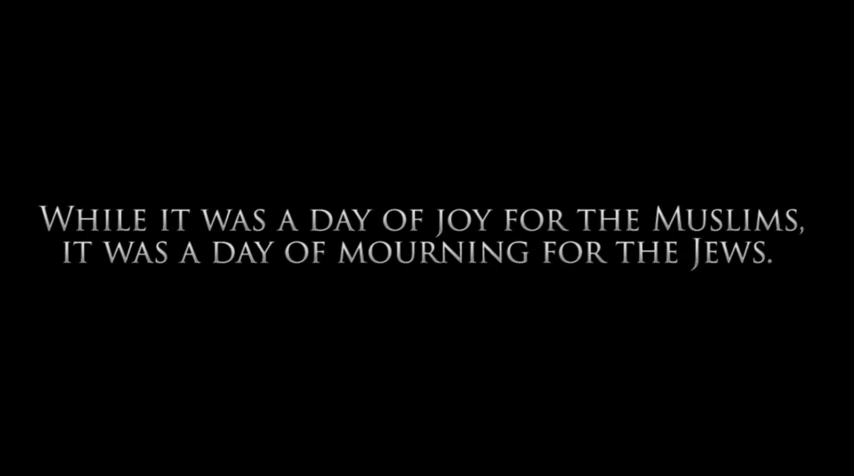 While it was a day of joy for the Muslims,
it was a day of mourning for the Jews.